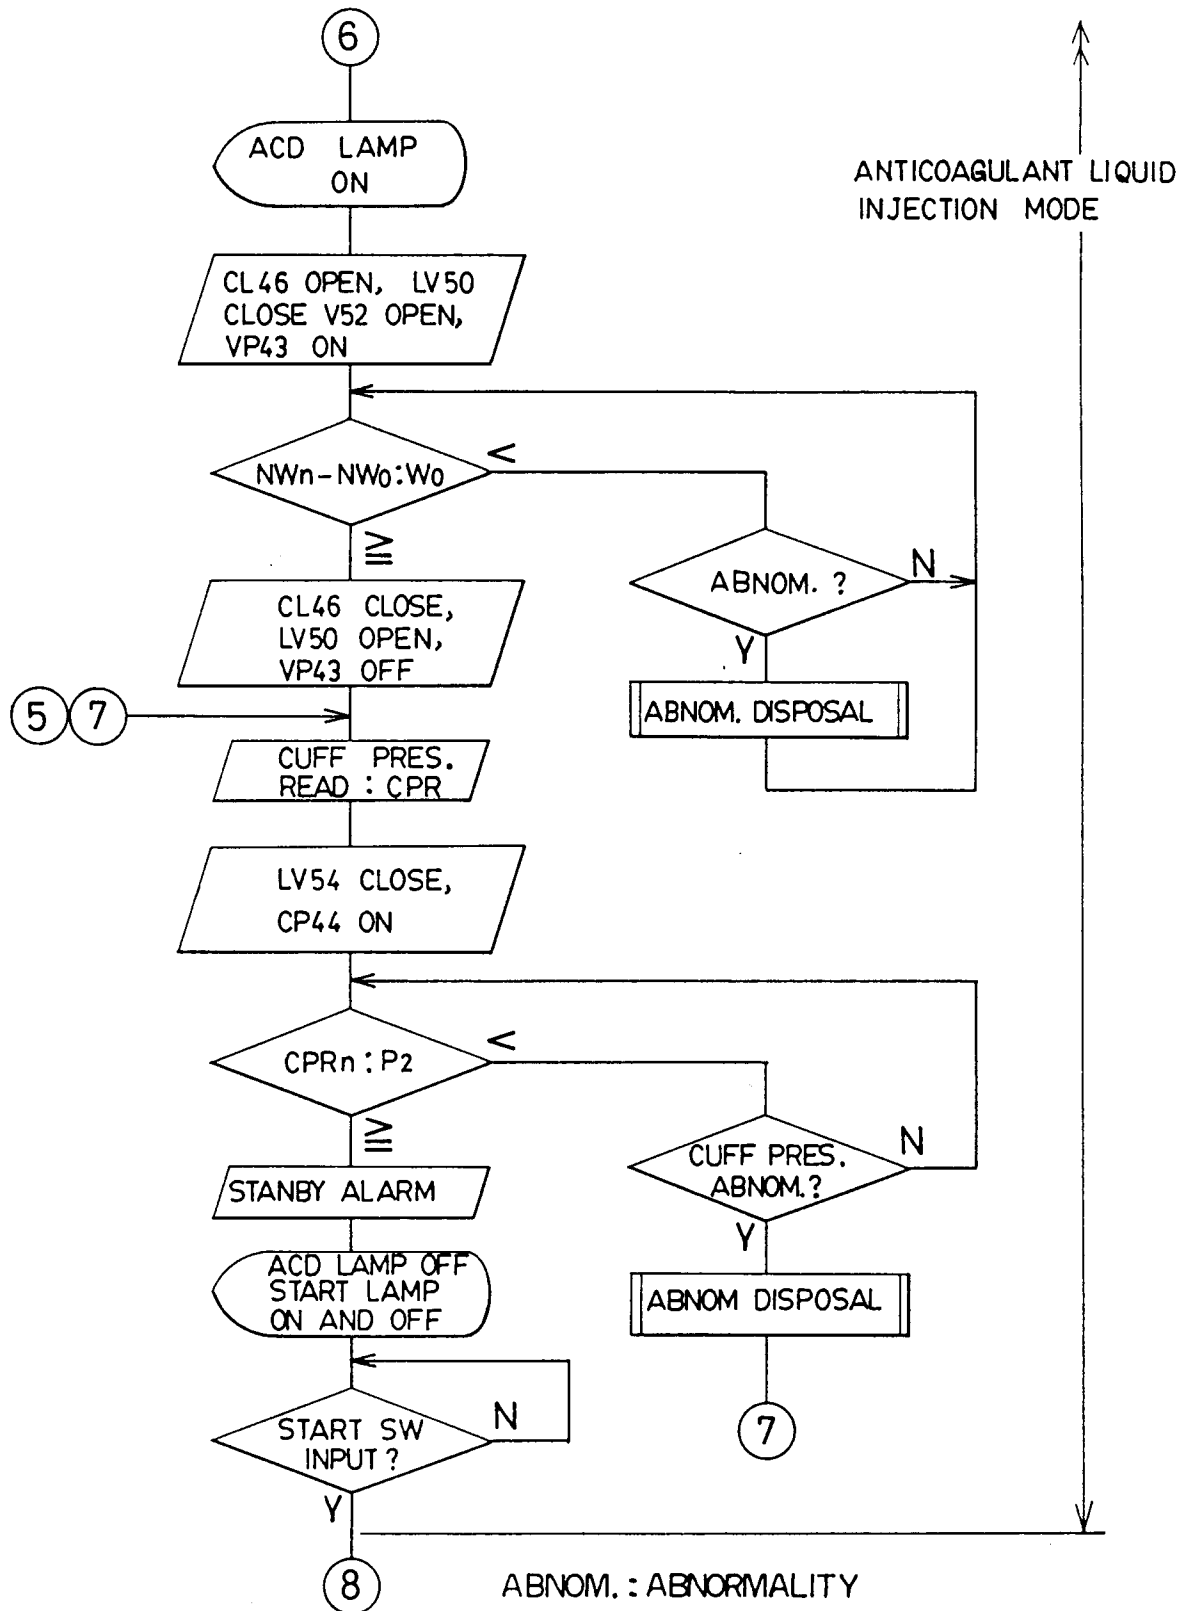 6
ACD LAMP
ON
ANTICOAGULANT LIQUID
INJECTION MODE
CL46 OPEN, LV50
CLOSE V52 OPEN,
VP43 ON
NWn-NWo:Wo
<
≧
ABNOM. ?
N
Y
CL46 CLOSE,
LV50 OPEN,
VP43 OFF
ABNOM. DISPOSAL
5 7
CUFF PRES.
READ : CPR
LV54 CLOSE,
CP44 ON
CPRn : P2
<
≧
CUFF PRES.
ABNOM.?
N
Y
STANBY ALARM
ACD LAMP OFF
START LAMP
ON AND OFF
ABNOM DISPOSAL
START SW
INPUT?
N
Y
7
8
ABNOM. : ABNORMALITY